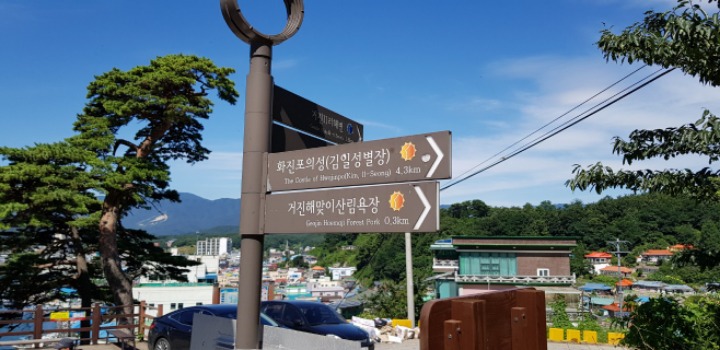 화진포의성(김일성별장) 4.3km
The Castle of Hwajinpo(Kim, Il-Seong)
거진해맞이산림욕장 0.3km
Geojin Haemaji Forest Park